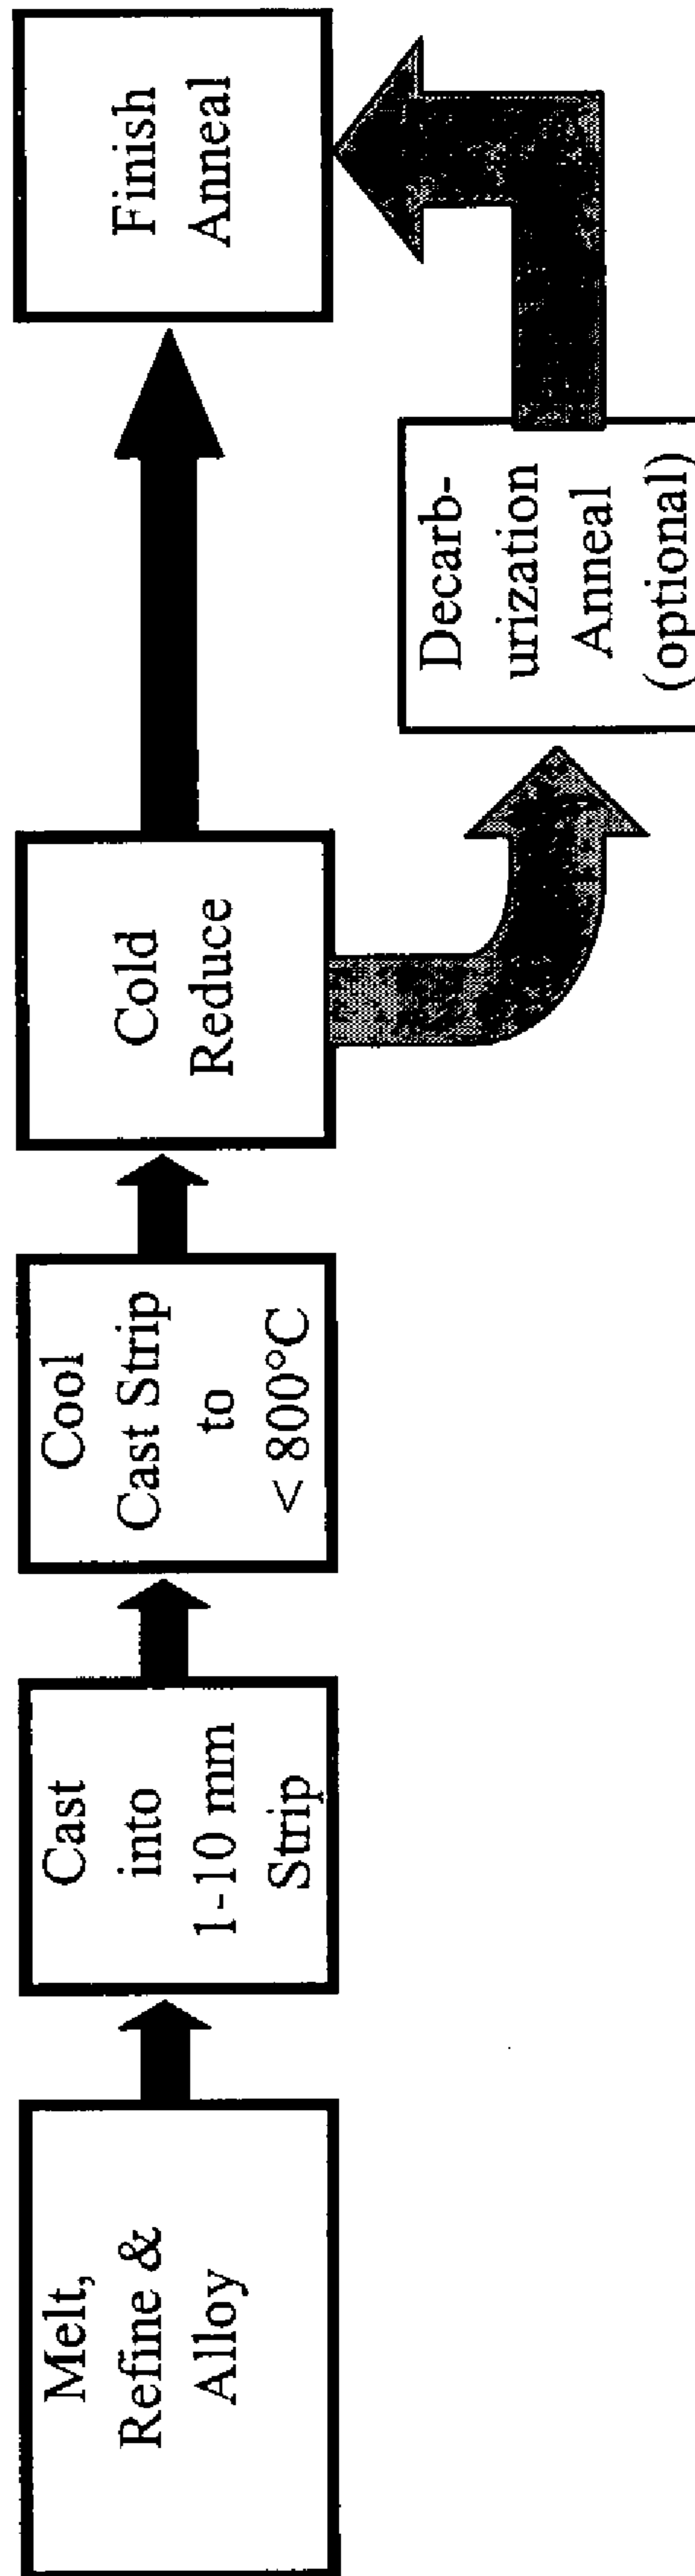 Melt,
Refine &
Alloy
Cast
into
1-10 mm
Strip
Cool
Cast Strip
to
< 800°C
Cold
Reduce
Decarb-
urization
Anneal
(optional)
Finish
Anneal